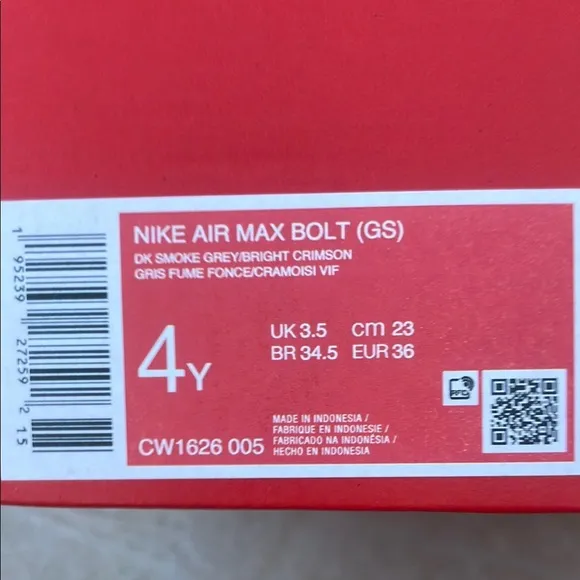 NIKE AIR MAX BOLT (GS)
DK SMOKE GREY/BRIGHT CRIMSON
GRIS FUME FONCE/CRAMOISI VIF
4Y
UK 3.5 cm 23
BR 34.5 EUR 36
RFID
CW1626 005
MADE IN INDONESIA /
FABRIQUE EN INDONESIE /
FABRICADO NA INDONÉSIA /
HECHO EN INDONESIA
1 95239 27259 2 15